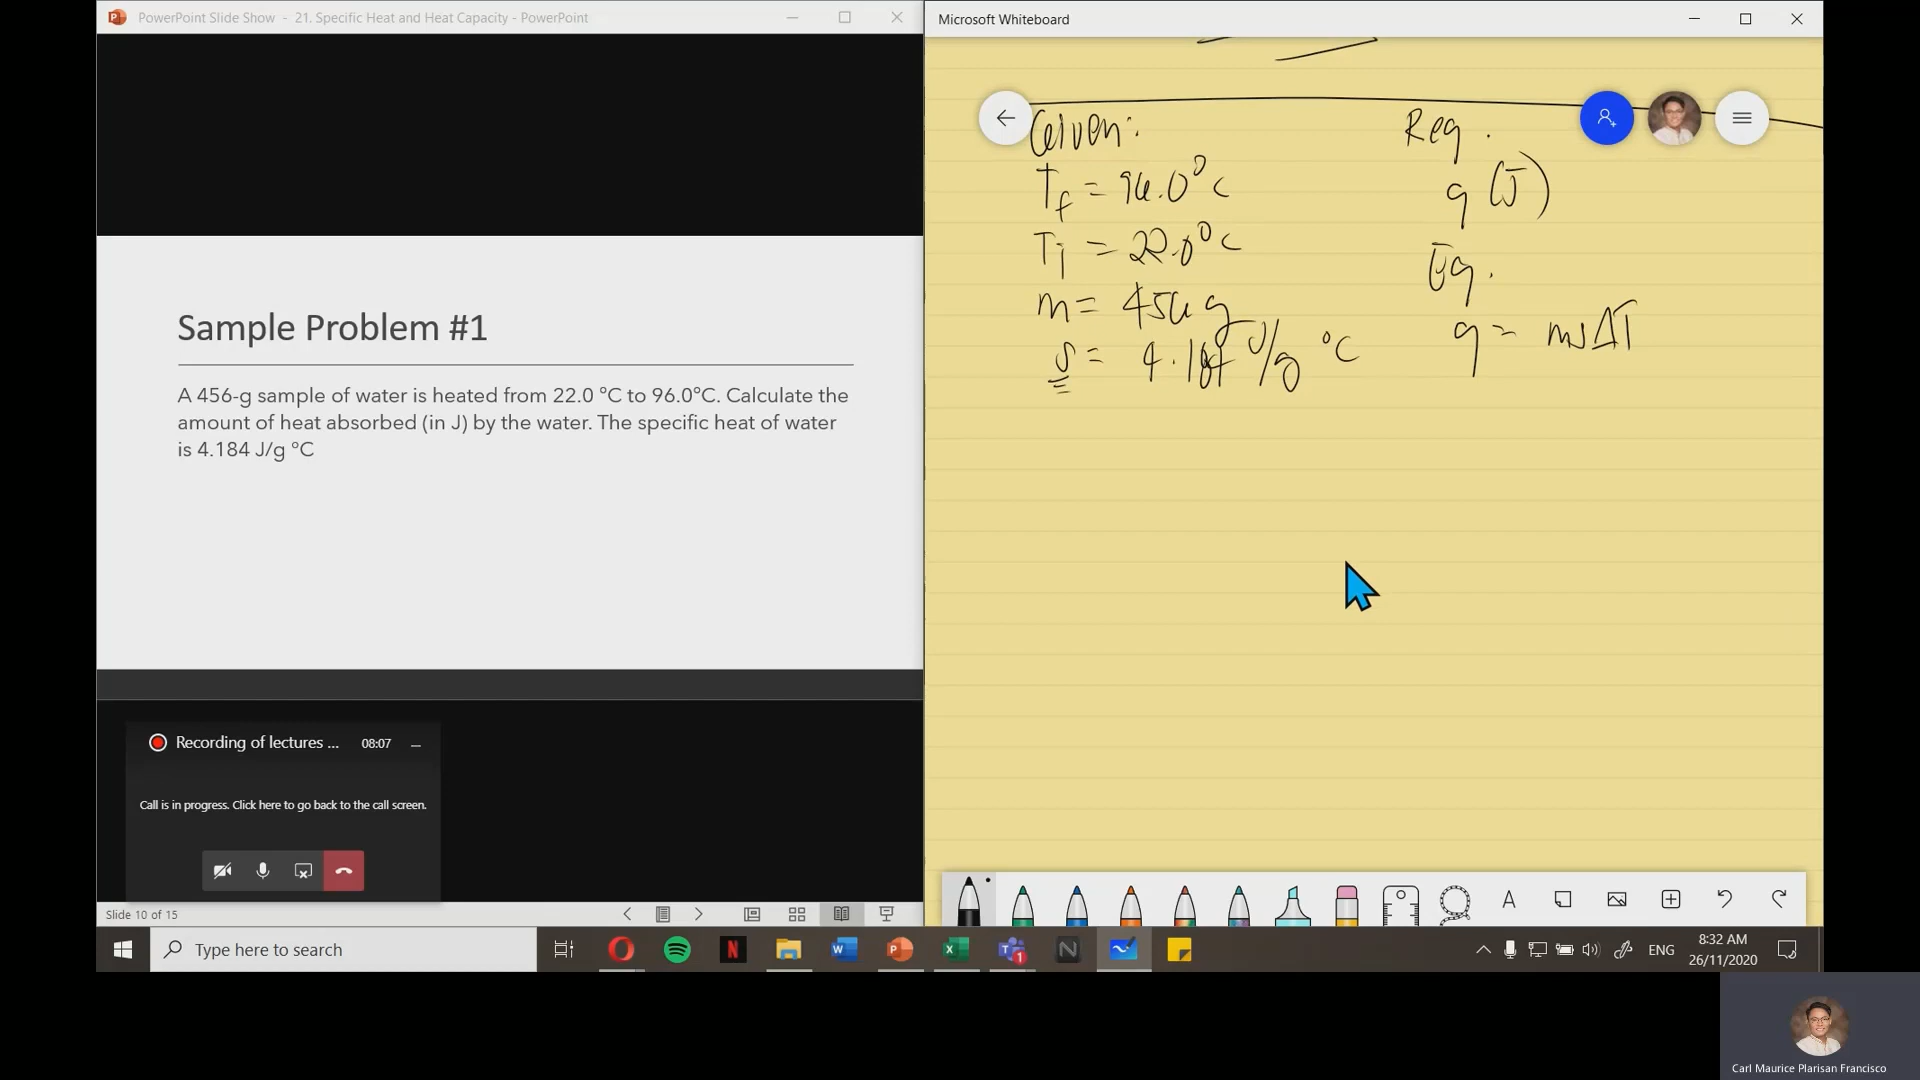 PowerPoint Slide Show - 21. Specific Heat and Heat Capacity - PowerPoint
Sample Problem #1
A 456-g sample of water is heated from 22.0 °C to 96.0°C. Calculate the
amount of heat absorbed (in J) by the water. The specific heat of water
is 4.184 J/g °C
Recording of lectures ... 08:07
Call is in progress. Click here to go back to the call screen.
Slide 10 of 15
Microsoft Whiteboard
Given:
Tf = 96.0°C
Ti = 22.0°C
m = 456 g
s = 4.184 J/g °C
Req.
q (J)
Eq.
q = msΔT
A
Type here to search
W
P
N
T
1
N
ENG
8:32 AM
26/11/2020
Carl Maurice Plarisan Francisco